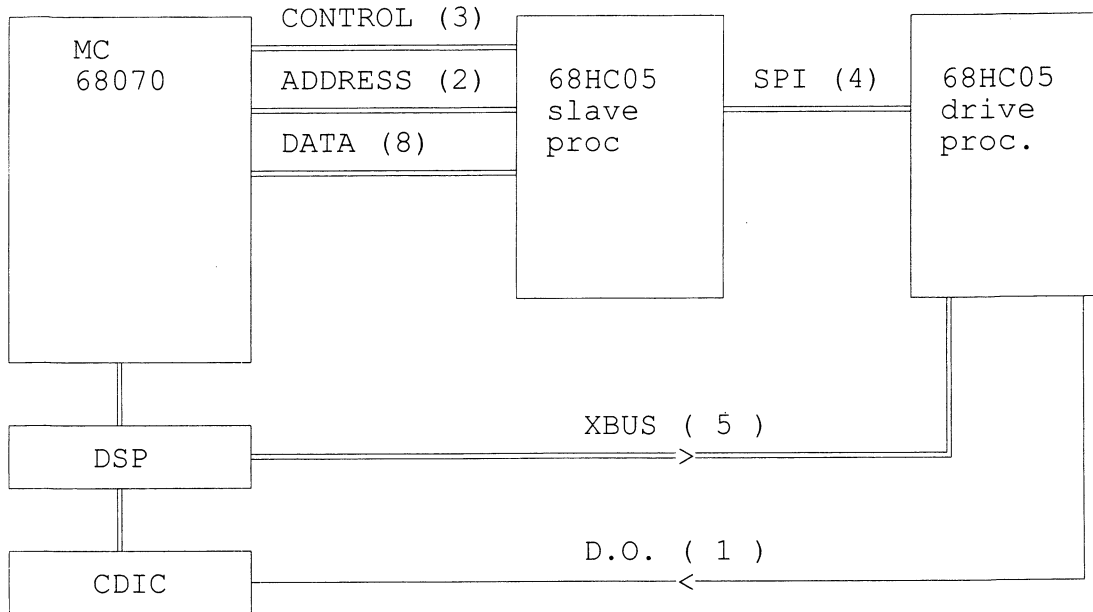 CONTROL (3)
MC
68070
ADDRESS (2)
DATA (8)
68HC05
slave
proc
SPI (4)
68HC05
drive
proc.
XBUS ( 5 )
DSP
D.O. ( 1 )
CDIC